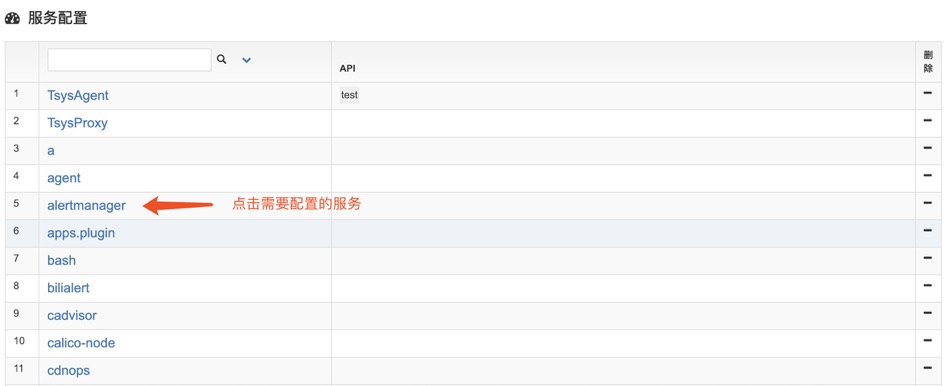 服务配置
API
删
除
1 TsysAgent test
2 TsysProxy
3 a
4 agent
5 alertmanager 点击需要配置的服务
6 apps.plugin
7 bash
8 bilialert
9 cadvisor
10 calico-node
11 cdnops